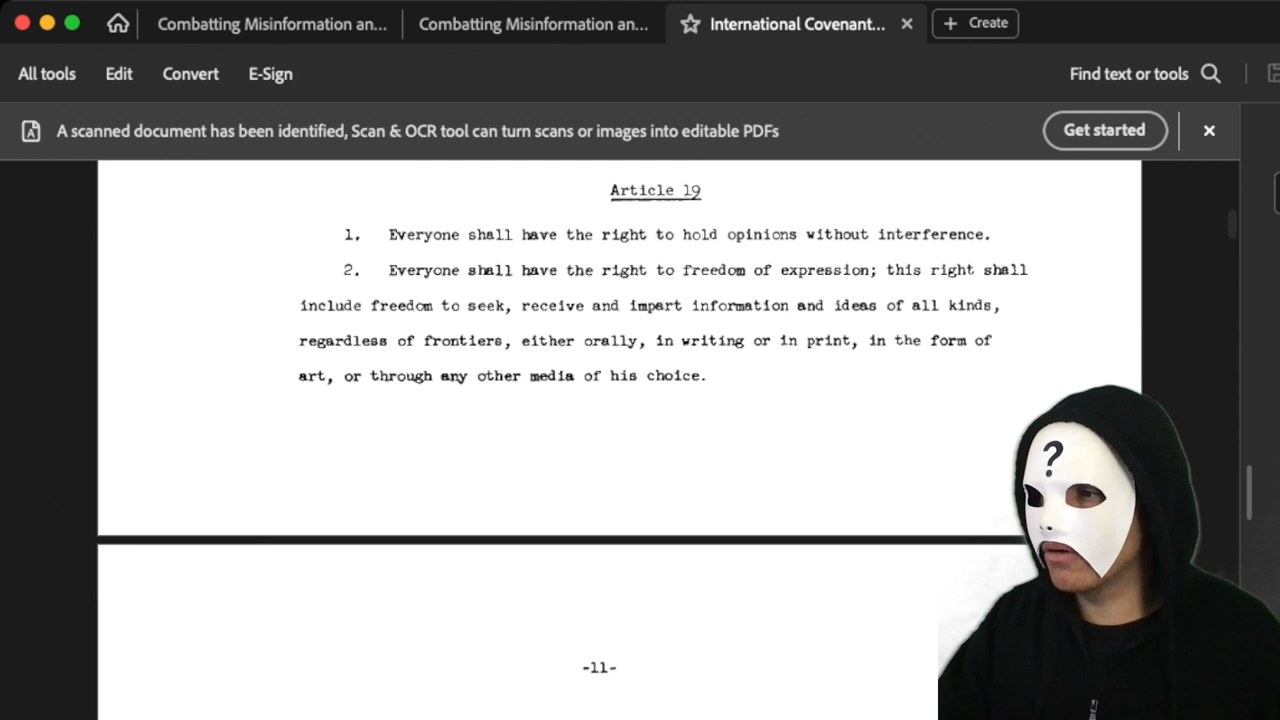 Combatting Misinformation an...
Combatting Misinformation an...
International Covenant...
Create
All tools
Edit
Convert
E-Sign
Find text or tools
A scanned document has been identified, Scan & OCR tool can turn scans or images into editable PDFs
Get started
Article 19
1. Everyone shall have the right to hold opinions without interference.
2. Everyone shall have the right to freedom of expression; this right shall
include freedom to seek, receive and impart information and ideas of all kinds,
regardless of frontiers, either orally, in writing or in print, in the form of
art, or through any other media of his choice.
?
-11-